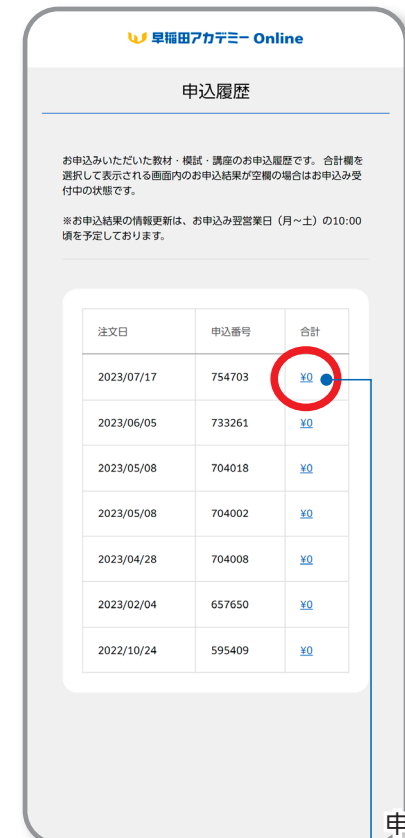 早稲田アカデミー Online
申込履歴
お申込みいただいた教材・模試・講座のお申込履歴です。合計欄を
選択して表示される画面内のお申込結果が空欄の場合はお申込み受
付中の状態です。
※お申込結果の情報更新は、お申込み翌営業日（月～土）の10:00
頃を予定しております。
注文日 申込番号 合計
2023/07/17 754703 ¥0
2023/06/05 733261 ¥0
2023/05/08 704018 ¥0
2023/05/08 704002 ¥0
2023/04/28 704008 ¥0
2023/02/04 657650 ¥0
2022/10/24 595409 ¥0
申